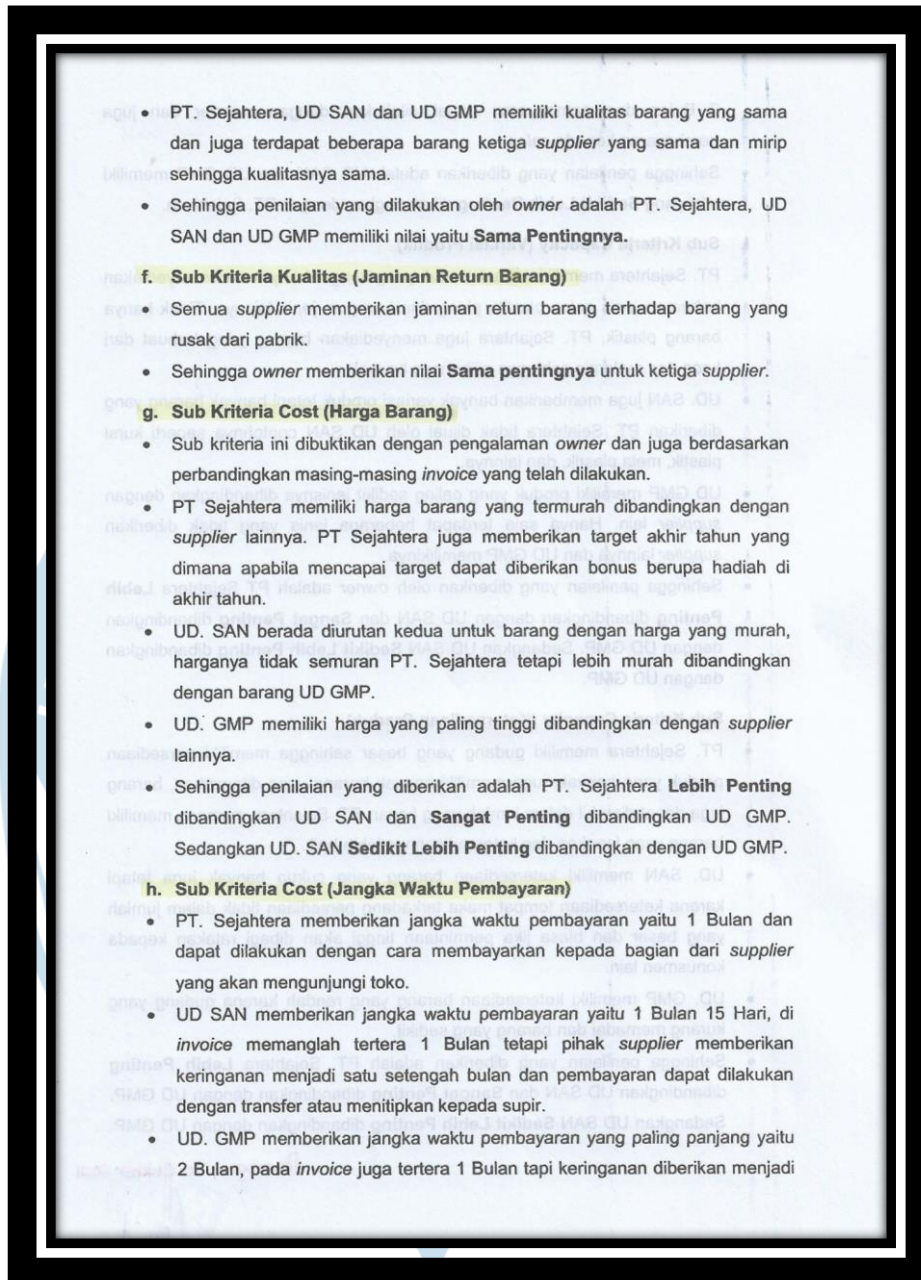 • PT. Sejahtera, UD SAN dan UD GMP memiliki kualitas barang yang sama
dan juga terdapat beberapa barang ketiga supplier yang sama dan mirip
sehingga kualitasnya sama.
• Sehingga penilaian yang dilakukan oleh owner adalah PT. Sejahtera, UD
SAN dan UD GMP memiliki nilai yaitu Sama Pentingnya.
f. Sub Kriteria Kualitas (Jaminan Return Barang)
• Semua supplier memberikan jaminan return barang terhadap barang yang
rusak dari pabrik.
• Sehingga owner memberikan nilai Sama pentingnya untuk ketiga supplier.
g. Sub Kriteria Cost (Harga Barang)
• Sub kriteria ini dibuktikan dengan pengalaman owner dan juga berdasarkan
perbandingkan masing-masing invoice yang telah dilakukan.
• PT Sejahtera memiliki harga barang yang termurah dibandingkan dengan
supplier lainnya. PT Sejahtera juga memberikan target akhir tahun yang
dimana apabila mencapai target dapat diberikan bonus berupa hadiah di
akhir tahun.
• UD. SAN berada diurutan kedua untuk barang dengan harga yang murah,
harganya tidak semuran PT. Sejahtera tetapi lebih murah dibandingkan
dengan barang UD GMP.
• UD. GMP memiliki harga yang paling tinggi dibandingkan dengan supplier
lainnya.
• Sehingga penilaian yang diberikan adalah PT. Sejahtera Lebih Penting
dibandingkan UD SAN dan Sangat Penting dibandingkan UD GMP.
Sedangkan UD. SAN Sedikit Lebih Penting dibandingkan dengan UD GMP.
h. Sub Kriteria Cost (Jangka Waktu Pembayaran)
• PT. Sejahtera memberikan jangka waktu pembayaran yaitu 1 Bulan dan
dapat dilakukan dengan cara membayarkan kepada bagian dari supplier
yang akan mengunjungi toko.
• UD SAN memberikan jangka waktu pembayaran yaitu 1 Bulan 15 Hari, di
invoice memanglah tertera 1 Bulan tetapi pihak supplier memberikan
keringanan menjadi satu setengah bulan dan pembayaran dapat dilakukan
dengan transfer atau menitipkan kepada supir.
• UD. GMP memberikan jangka waktu pembayaran yang paling panjang yaitu
2 Bulan, pada invoice juga tertera 1 Bulan tapi keringanan diberikan menjadi